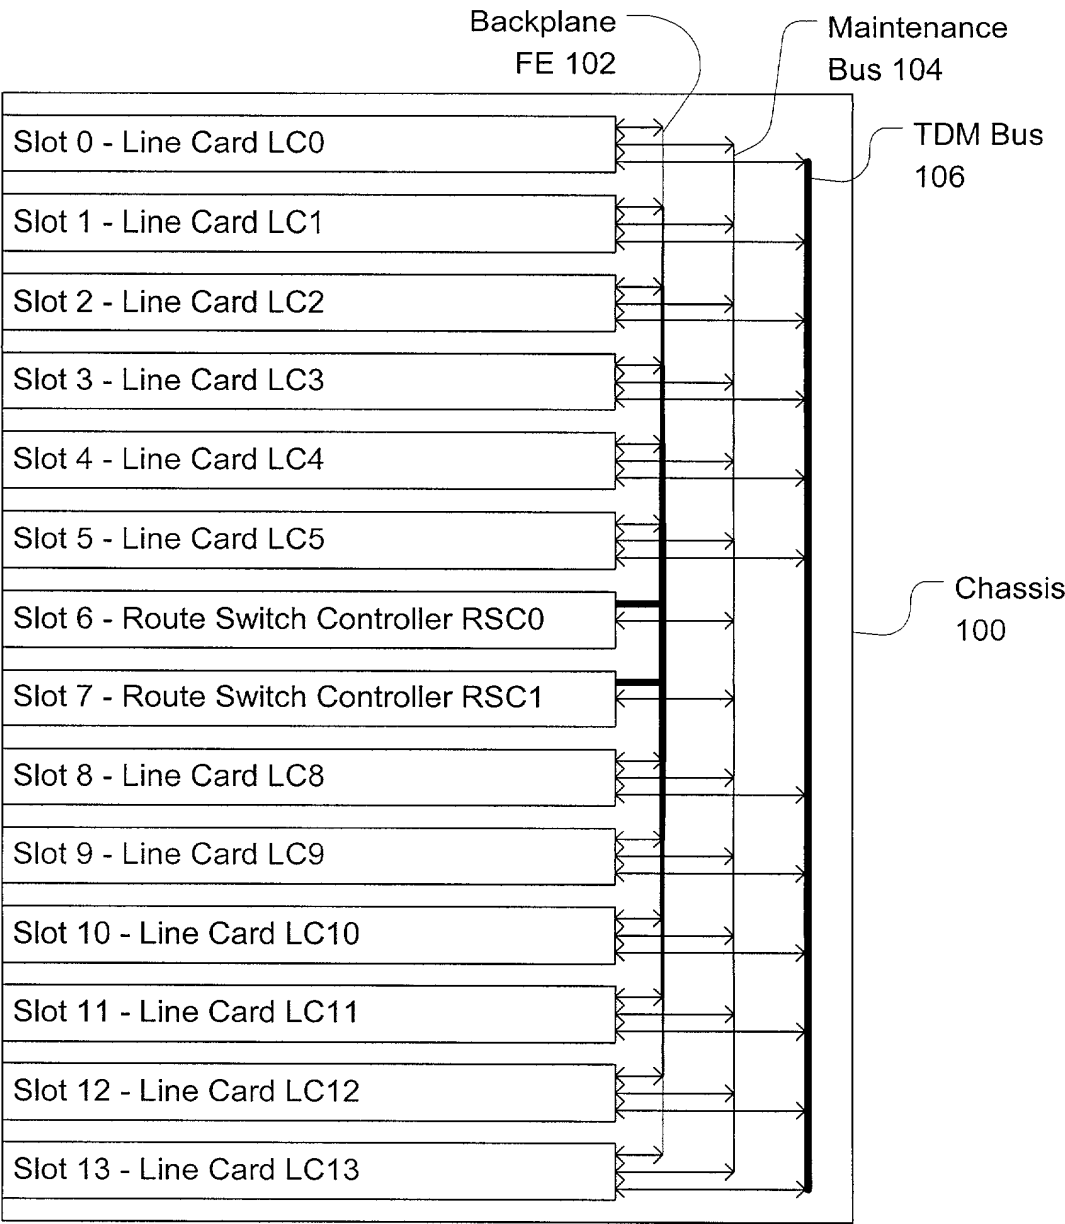 Backplane
FE 102
Maintenance
Bus 104
TDM Bus
106
Slot 0 - Line Card LC0
Slot 1 - Line Card LC1
Slot 2 - Line Card LC2
Slot 3 - Line Card LC3
Slot 4 - Line Card LC4
Slot 5 - Line Card LC5
Chassis
100
Slot 6 - Route Switch Controller RSC0
Slot 7 - Route Switch Controller RSC1
Slot 8 - Line Card LC8
Slot 9 - Line Card LC9
Slot 10 - Line Card LC10
Slot 11 - Line Card LC11
Slot 12 - Line Card LC12
Slot 13 - Line Card LC13